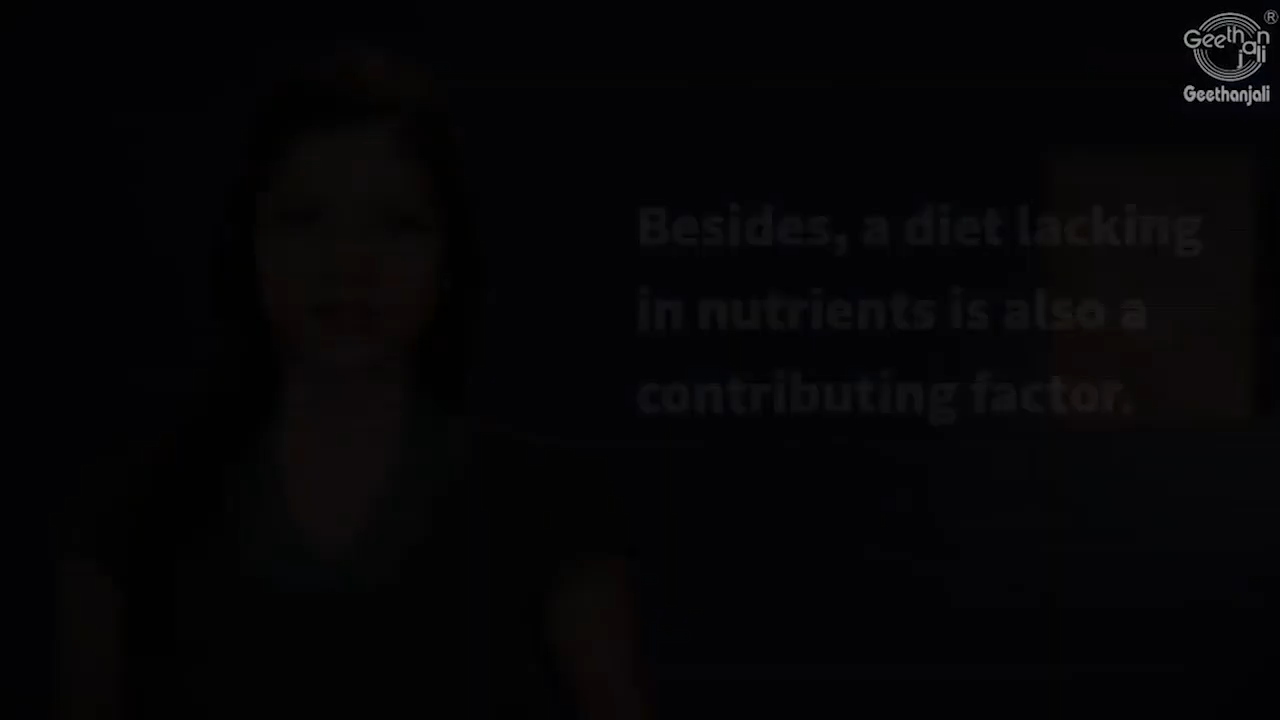 Geethanjali
®
Geethanjali
Besides, a diet lacking
in nutrients is also a
contributing factor.